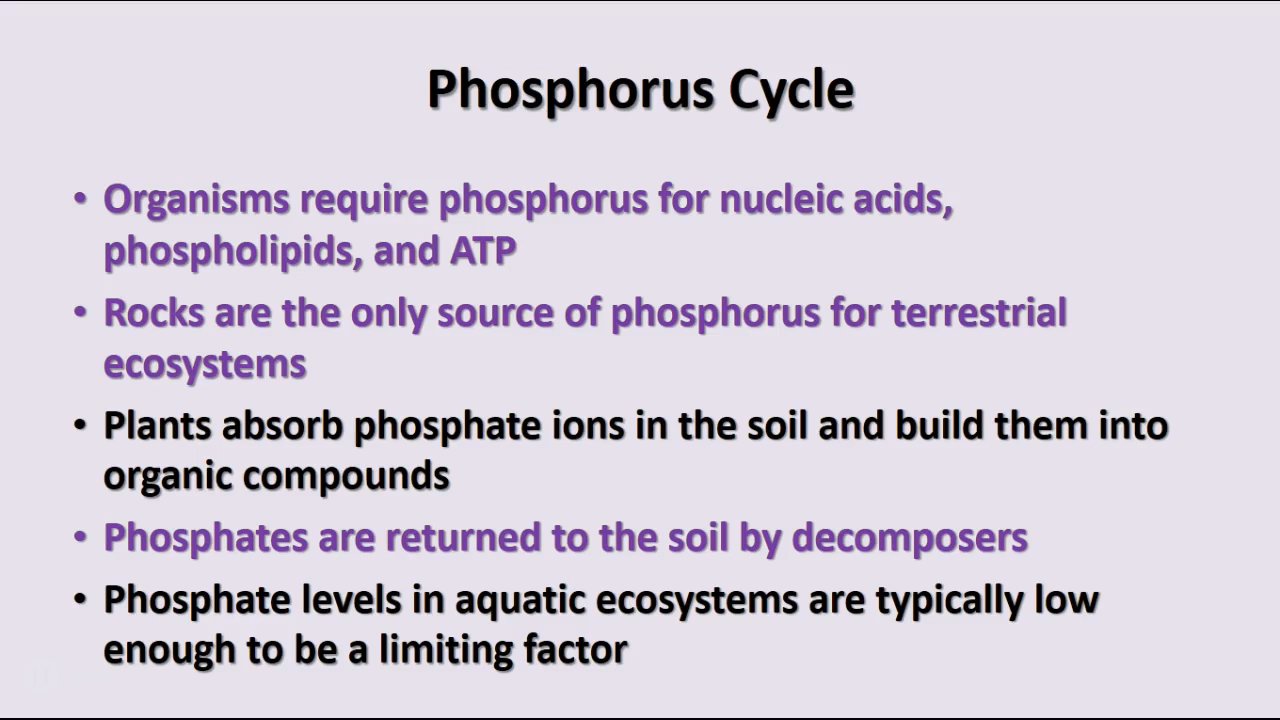 Phosphorus Cycle
• Organisms require phosphorus for nucleic acids,
phospholipids, and ATP
• Rocks are the only source of phosphorus for terrestrial
ecosystems
• Plants absorb phosphate ions in the soil and build them into
organic compounds
• Phosphates are returned to the soil by decomposers
• Phosphate levels in aquatic ecosystems are typically low
enough to be a limiting factor